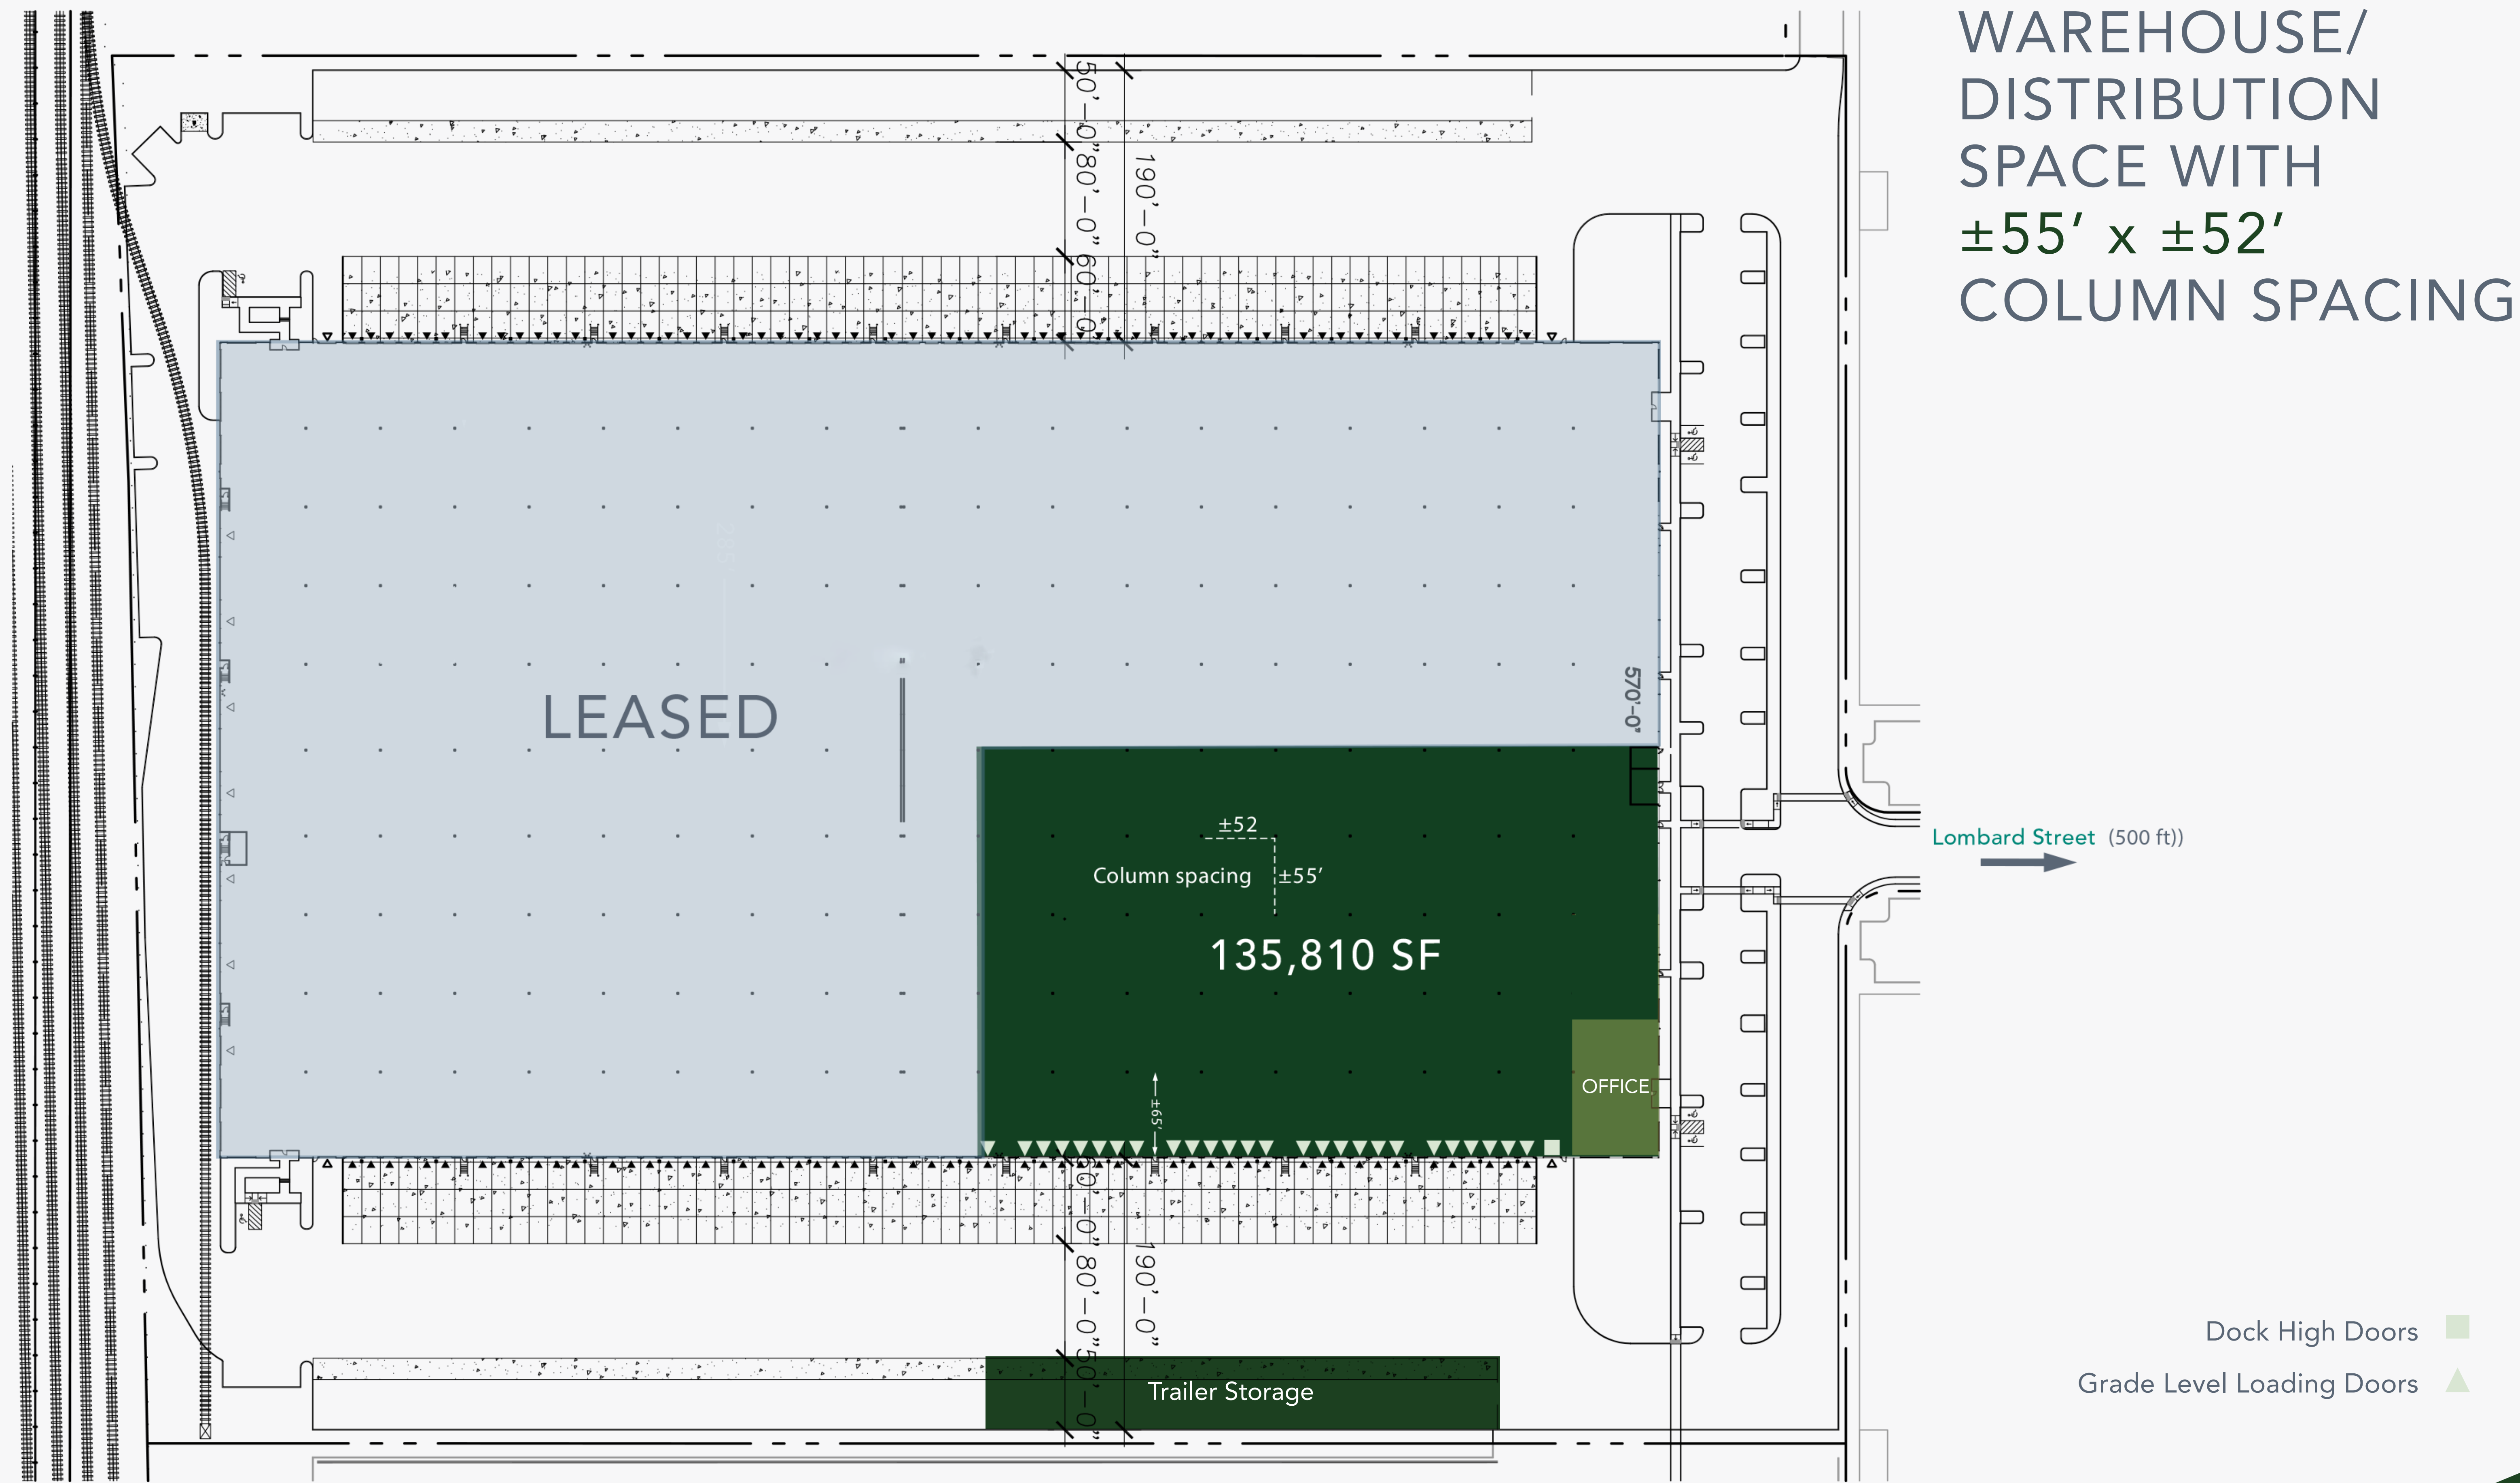 WAREHOUSE/
DISTRIBUTION
SPACE WITH
±55’ x ±52’
COLUMN SPACING
50’-0”
80’-0”
60’-0”
190’-0”
LEASED
570’-0”
±52
Column spacing
±55’
135,810 SF
OFFICE
±65’
Lombard Street (500 ft))
60’-0”
80’-0”
50’-0”
190’-0”
Trailer Storage
Dock High Doors
Grade Level Loading Doors